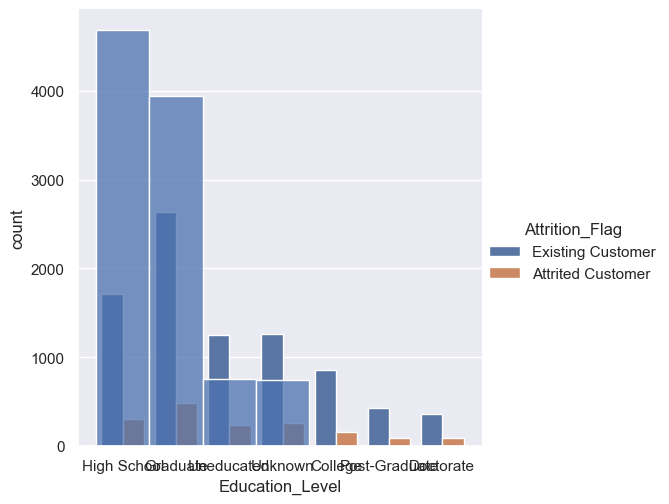 4000
3000
2000
1000
0
count
High School
Graduate
Uneducated
Unknown
College
Post-Graduate
Doctorate
Education_Level
Attrition_Flag
Existing Customer
Attrited Customer